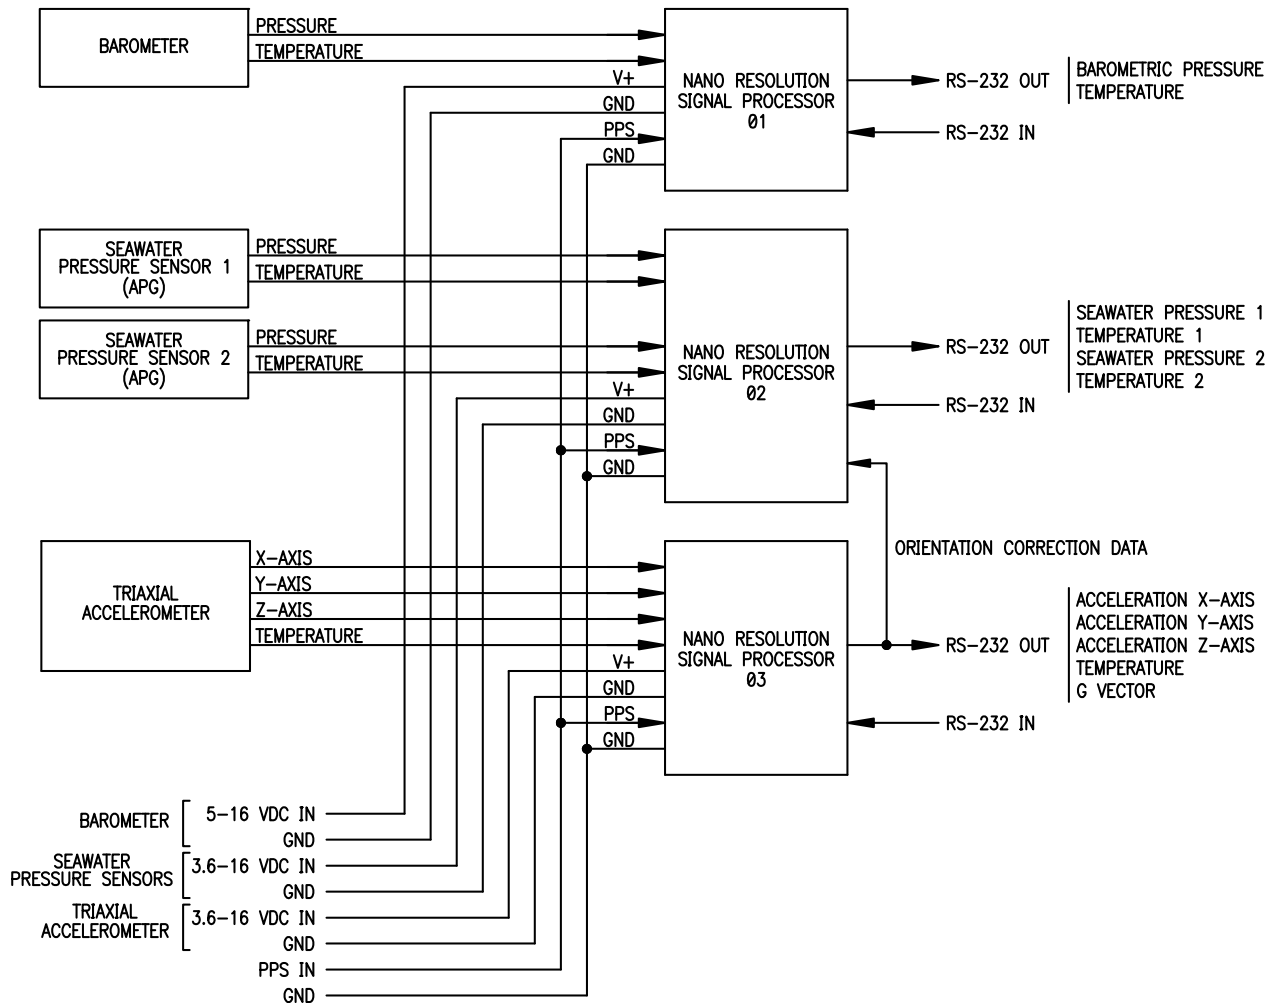 BAROMETER
PRESSURE
TEMPERATURE
V+
GND
PPS
GND
NANO RESOLUTION
SIGNAL PROCESSOR
01
RS-232 OUT
BAROMETRIC PRESSURE
TEMPERATURE
RS-232 IN
SEAWATER
PRESSURE SENSOR 1
(APG)
PRESSURE
TEMPERATURE
SEAWATER
PRESSURE SENSOR 2
(APG)
PRESSURE
TEMPERATURE
V+
GND
PPS
GND
NANO RESOLUTION
SIGNAL PROCESSOR
02
RS-232 OUT
SEAWATER PRESSURE 1
TEMPERATURE 1
SEAWATER PRESSURE 2
TEMPERATURE 2
RS-232 IN
ORIENTATION CORRECTION DATA
TRIAXIAL
ACCELEROMETER
X-AXIS
Y-AXIS
Z-AXIS
TEMPERATURE
V+
GND
PPS
GND
NANO RESOLUTION
SIGNAL PROCESSOR
03
RS-232 OUT
ACCELERATION X-AXIS
ACCELERATION Y-AXIS
ACCELERATION Z-AXIS
TEMPERATURE
G VECTOR
RS-232 IN
BAROMETER
5-16 VDC IN
GND
SEAWATER
PRESSURE SENSORS
3.6-16 VDC IN
GND
TRIAXIAL
ACCELEROMETER
3.6-16 VDC IN
GND
PPS IN
GND